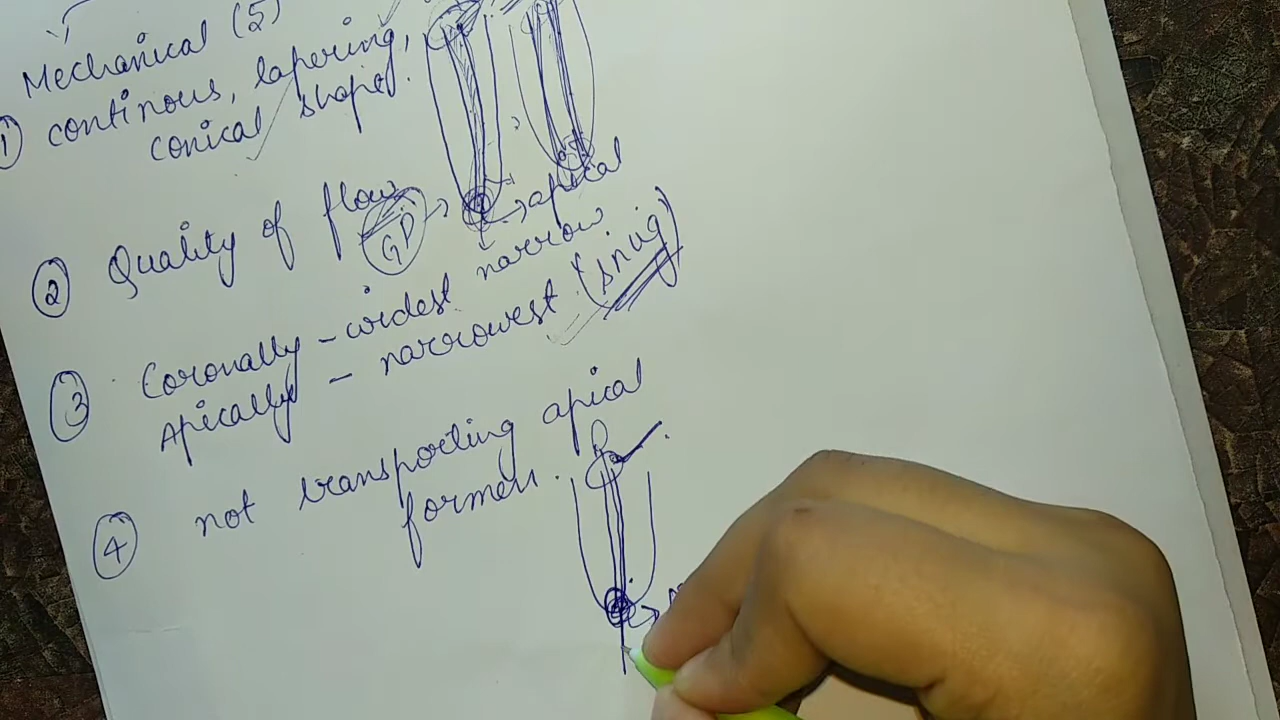 Mechanical (5)
① continous, tapering,
conical shape.
② Quality of flow
GP
apical
③ Coronally - widest narrow.
Apically - narrowest (snug)
④ not transporting apical
formen.